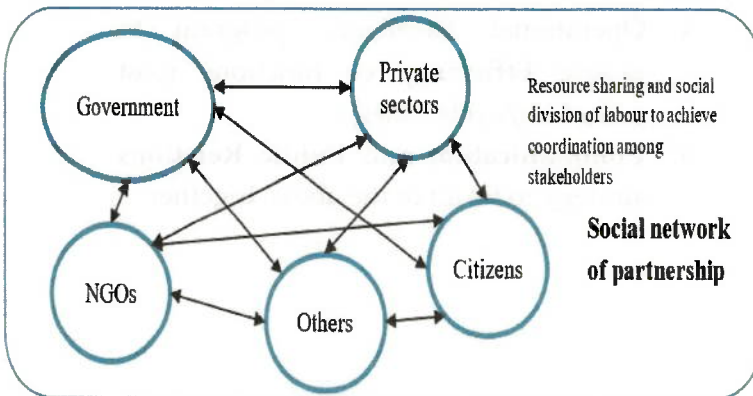 Government
Private
sectors
Resource sharing and social
division of labour to achieve
coordination among
stakeholders
Social network
of partnership
NGOs
Others
Citizens